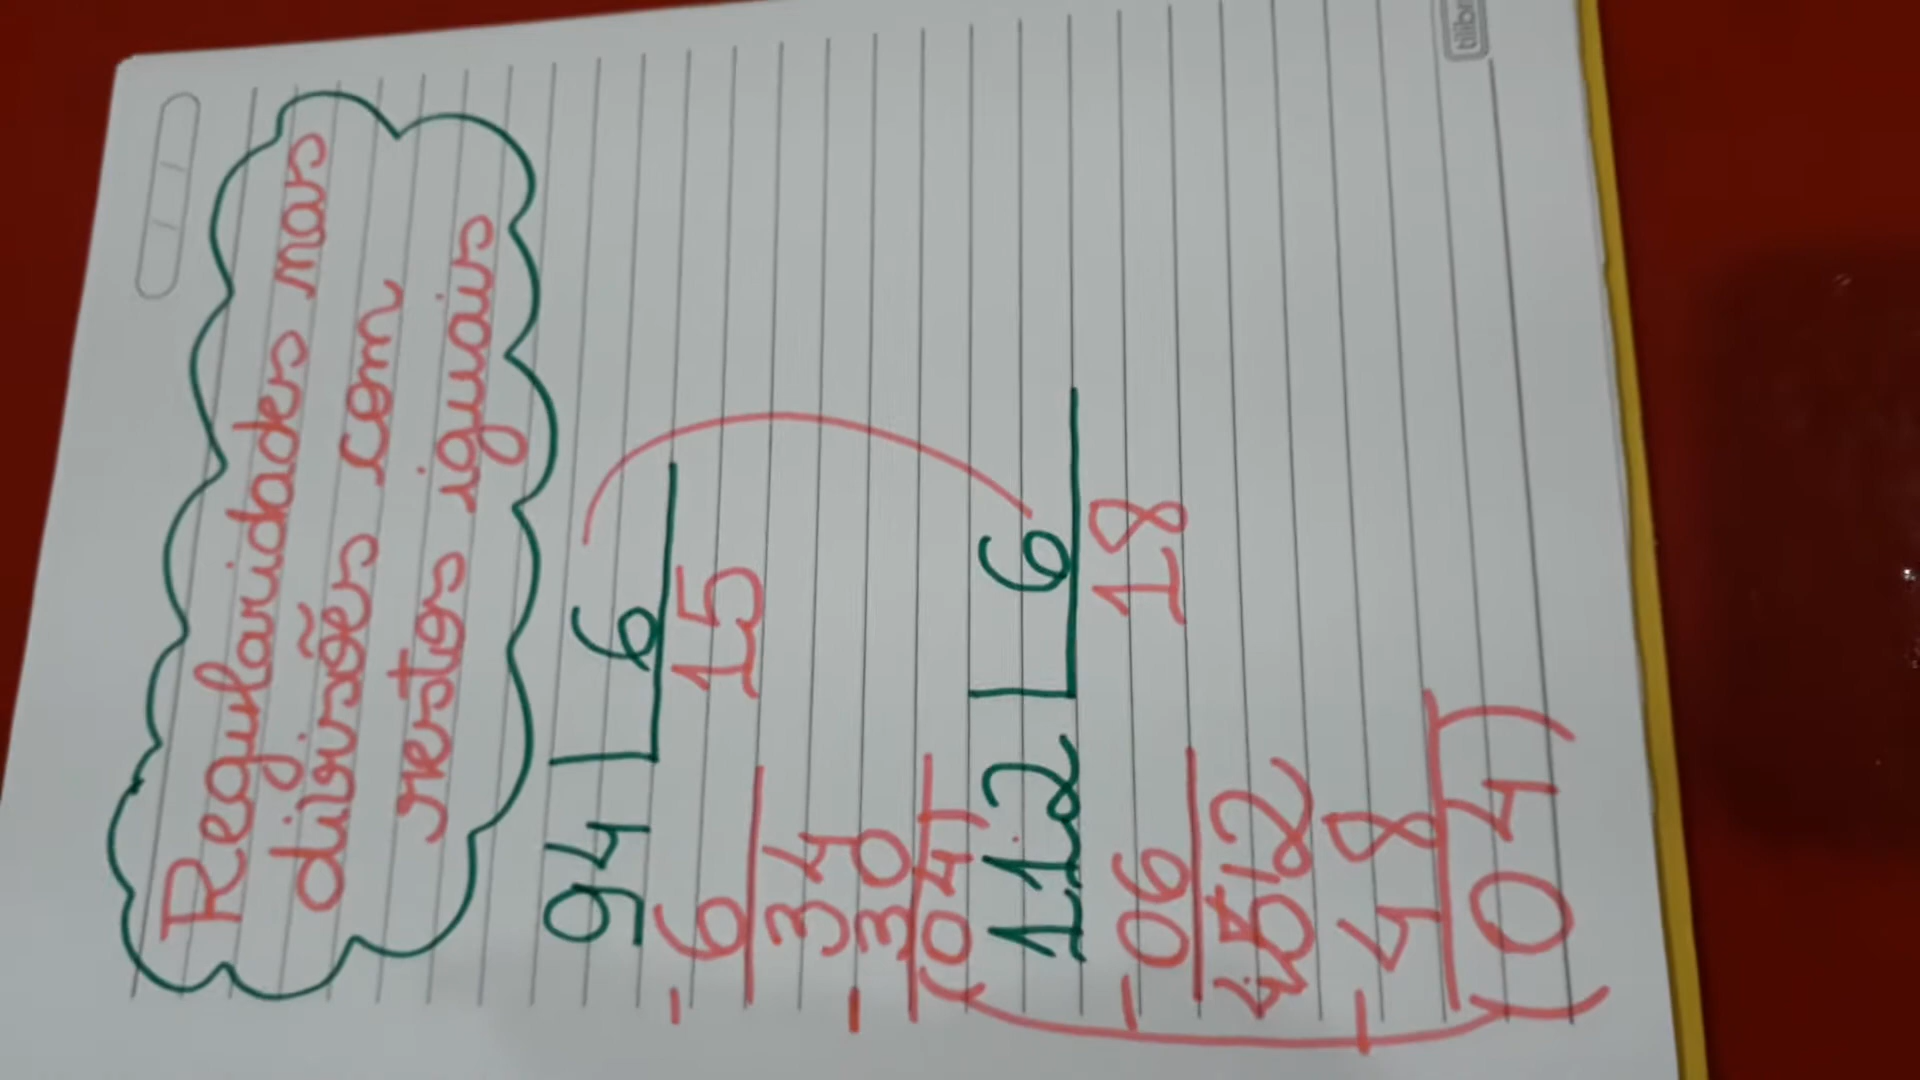 Regularidades nas
divisões com
restos iguais
94 | 6
- 6 15
34
- 30
(04)
112 | 6
- 06 18
52
- 48
(04)
tilibra